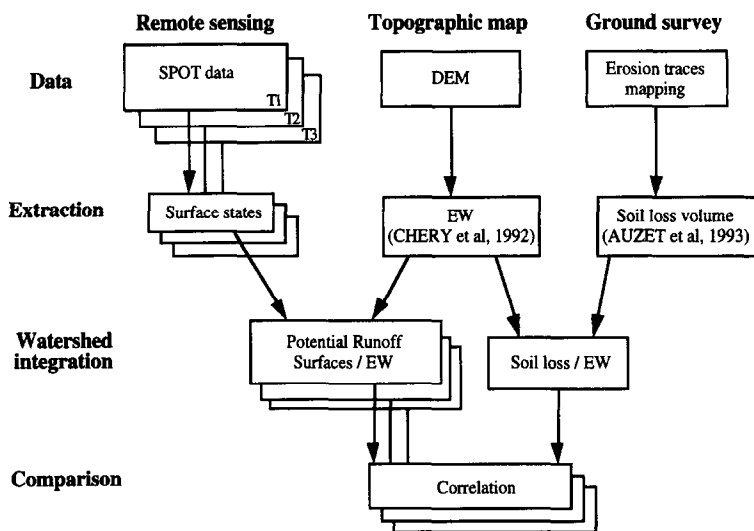 Remote sensing
Topographic map
Ground survey
Data
SPOT data
T1
T2
T3
DEM
Erosion traces
mapping
Extraction
Surface states
EW
(CHERY et al, 1992)
Soil loss volume
(AUZET et al, 1993)
Watershed
integration
Potential Runoff
Surfaces / EW
Soil loss / EW
Comparison
Correlation